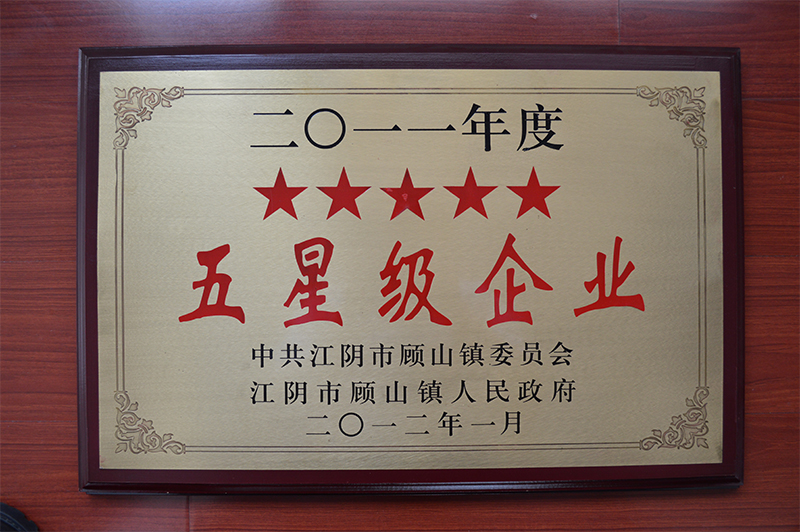 二〇一一年度
★★★★★
五星级企业
中共江阴市顾山镇委员会
江阴市顾山镇人民政府
二〇一二年一月